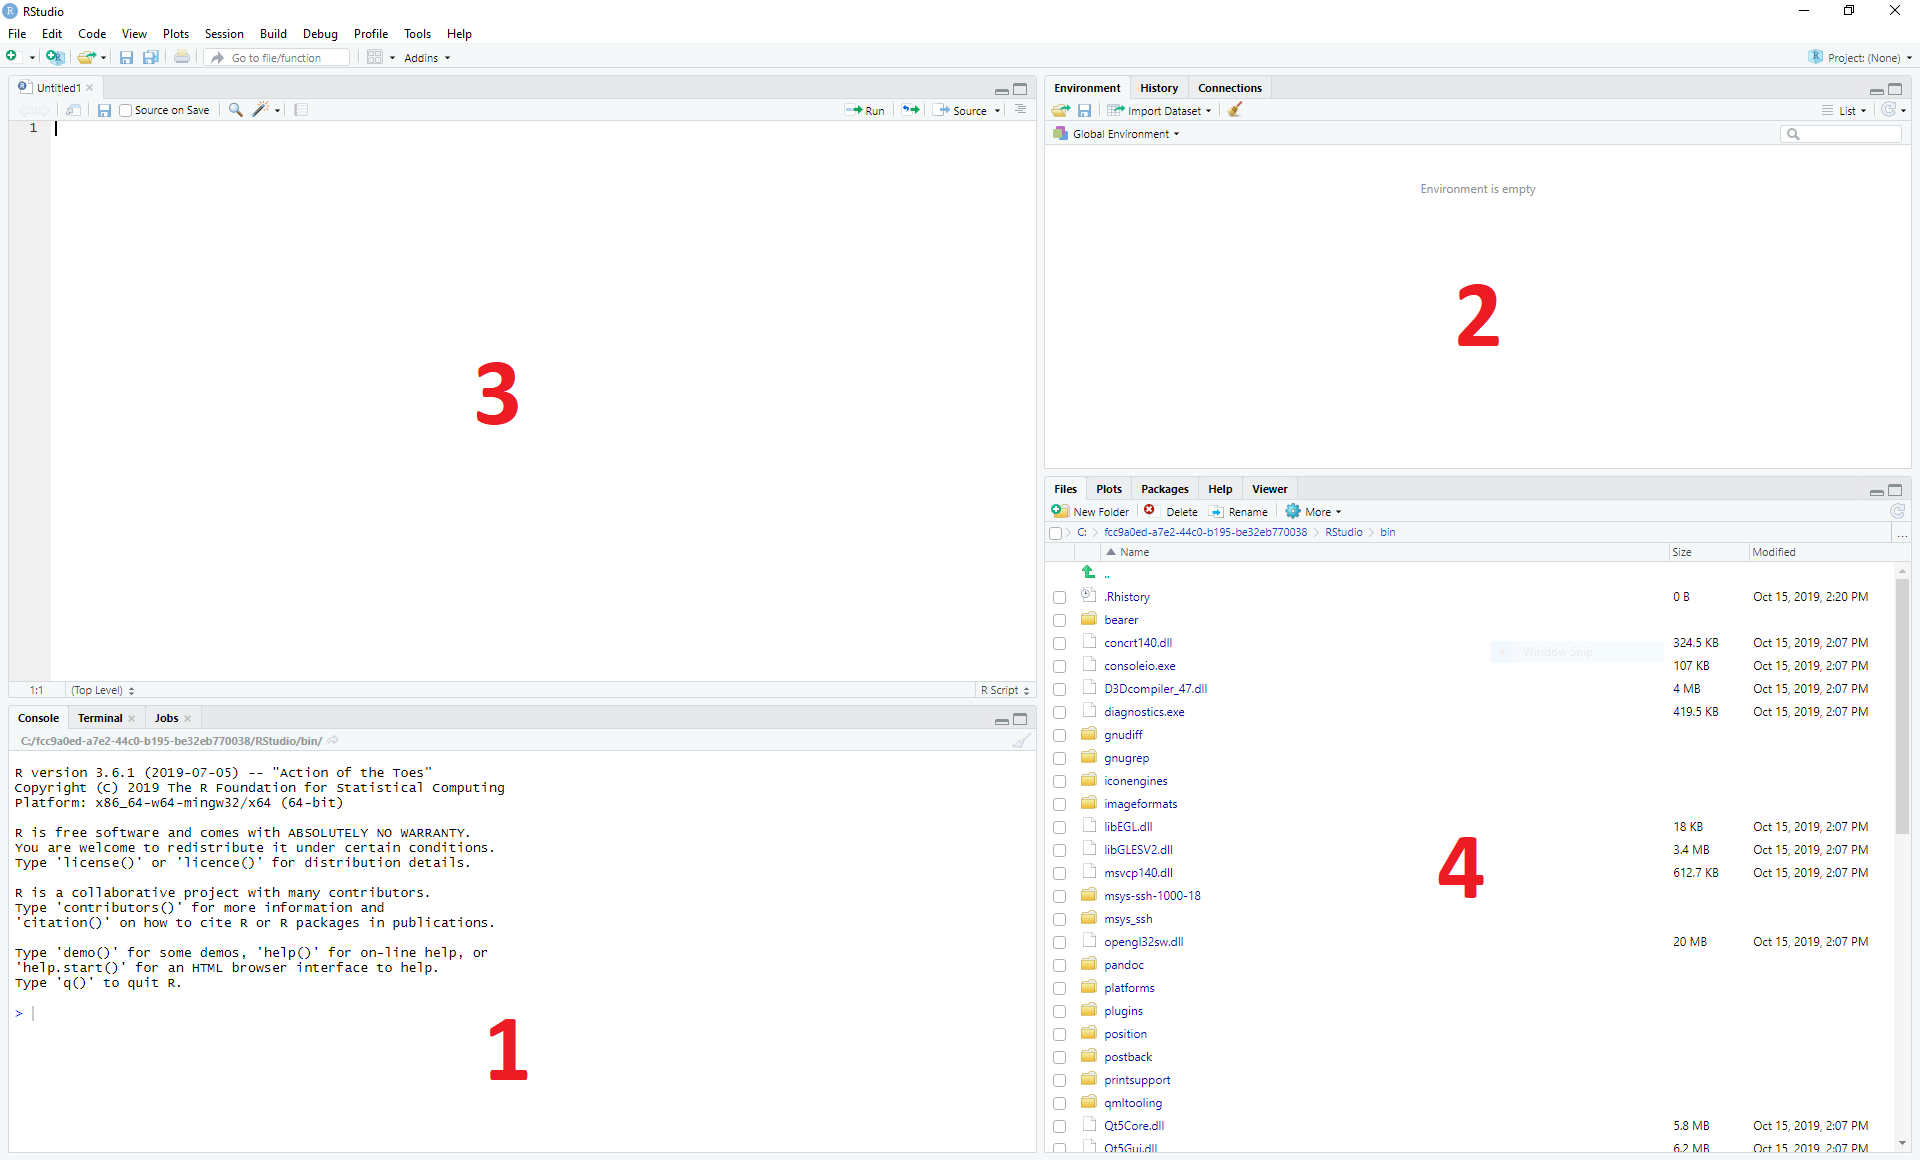 RStudio
File Edit Code View Plots Session Build Debug Profile Tools Help
Go to file/function Addins Project: (None)
Untitled1
Source on Save Run Source
1
3
1:1 (Top Level) R Script
Console Terminal Jobs
C:/fcc9a0ed-a7e2-44c0-b195-be32eb770038/RStudio/bin/
R version 3.6.1 (2019-07-05) -- "Action of the Toes"
Copyright (C) 2019 The R Foundation for Statistical Computing
Platform: x86_64-w64-mingw32/x64 (64-bit)
R is free software and comes with ABSOLUTELY NO WARRANTY.
You are welcome to redistribute it under certain conditions.
Type 'license()' or 'licence()' for distribution details.
R is a collaborative project with many contributors.
Type 'contributors()' for more information and
'citation()' on how to cite R or R packages in publications.
Type 'demo()' for some demos, 'help()' for on-line help, or
'help.start()' for an HTML browser interface to help.
Type 'q()' to quit R.
>
1
Environment History Connections
Import Dataset List
Global Environment
Environment is empty
2
Files Plots Packages Help Viewer
New Folder Delete Rename More
C: fcc9a0ed-a7e2-44c0-b195-be32eb770038 RStudio bin ...
Name Size Modified
..
.Rhistory 0 B Oct 15, 2019, 2:20 PM
bearer
concrt140.dll 324.5 KB Oct 15, 2019, 2:07 PM
Window Snip
consoleio.exe 107 KB Oct 15, 2019, 2:07 PM
D3Dcompiler_47.dll 4 MB Oct 15, 2019, 2:07 PM
diagnostics.exe 419.5 KB Oct 15, 2019, 2:07 PM
gnudiff
gnugrep
iconengines
imageformats
libEGL.dll 18 KB Oct 15, 2019, 2:07 PM
libGLESV2.dll 3.4 MB Oct 15, 2019, 2:07 PM
msvcp140.dll 612.7 KB Oct 15, 2019, 2:07 PM
4
msys-ssh-1000-18
msys_ssh
opengl32sw.dll 20 MB Oct 15, 2019, 2:07 PM
pandoc
platforms
plugins
position
postback
printsupport
qmltooling
Qt5Core.dll 5.8 MB Oct 15, 2019, 2:07 PM
Qt5Gui.dll 6.2 MB Oct 15, 2019, 2:07 PM